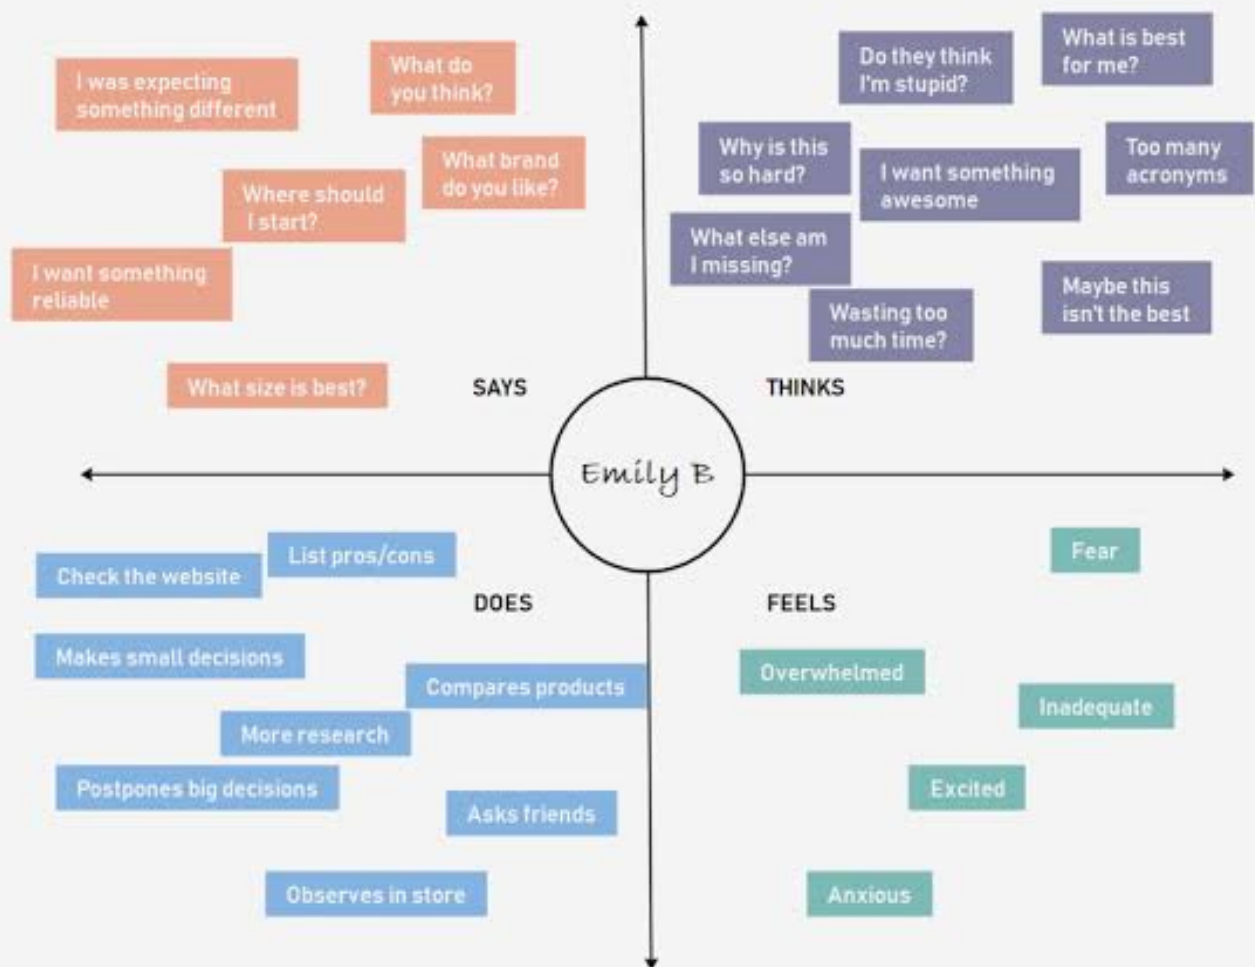 I was expecting
something different
What do
you think?
What brand
do you like?
Where should
I start?
I want something
reliable
What size is best?
SAYS
Do they think
I'm stupid?
What is best
for me?
Why is this
so hard?
I want something
awesome
Too many
acronyms
What else am
I missing?
Maybe this
isn't the best
Wasting too
much time?
THINKS
Emily B
List pros/cons
Check the website
DOES
Makes small decisions
Compares products
More research
Postpones big decisions
Asks friends
Observes in store
Fear
FEELS
Overwhelmed
Inadequate
Excited
Anxious